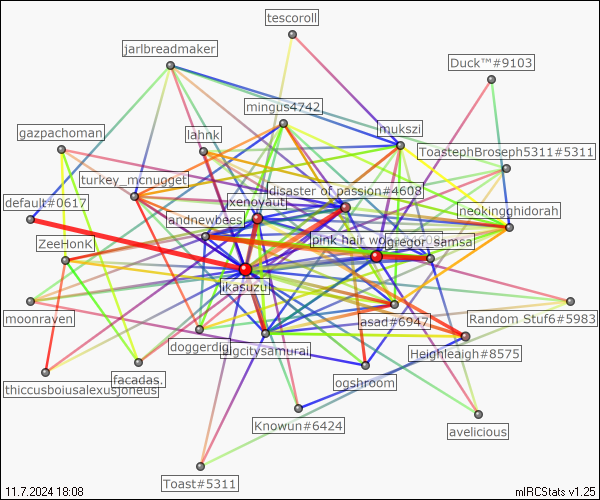 tescoroll
jarlbreadmaker
Duck™#9103
mingus4742
mukszi
gazpachoman
lahnk
ToastephBroseph5311#5311
turkey_mcnugget
disaster of passion#4608
default#0617
xenoyauti
neokingghidorah
andnewbees
ZeeHonK
pink hair wo
gregor_samsa
ikasuzu
moonraven
asad#6947
Random Stuf6#5983
doggerdig
bigcitysamurai
Heighleaigh#8575
thiccusboiusalexusjoneus
facadas.
ogshroom
Knowun#6424
avelicious
Toast#5311
11.7.2024 18:08
mIRCStats v1.25